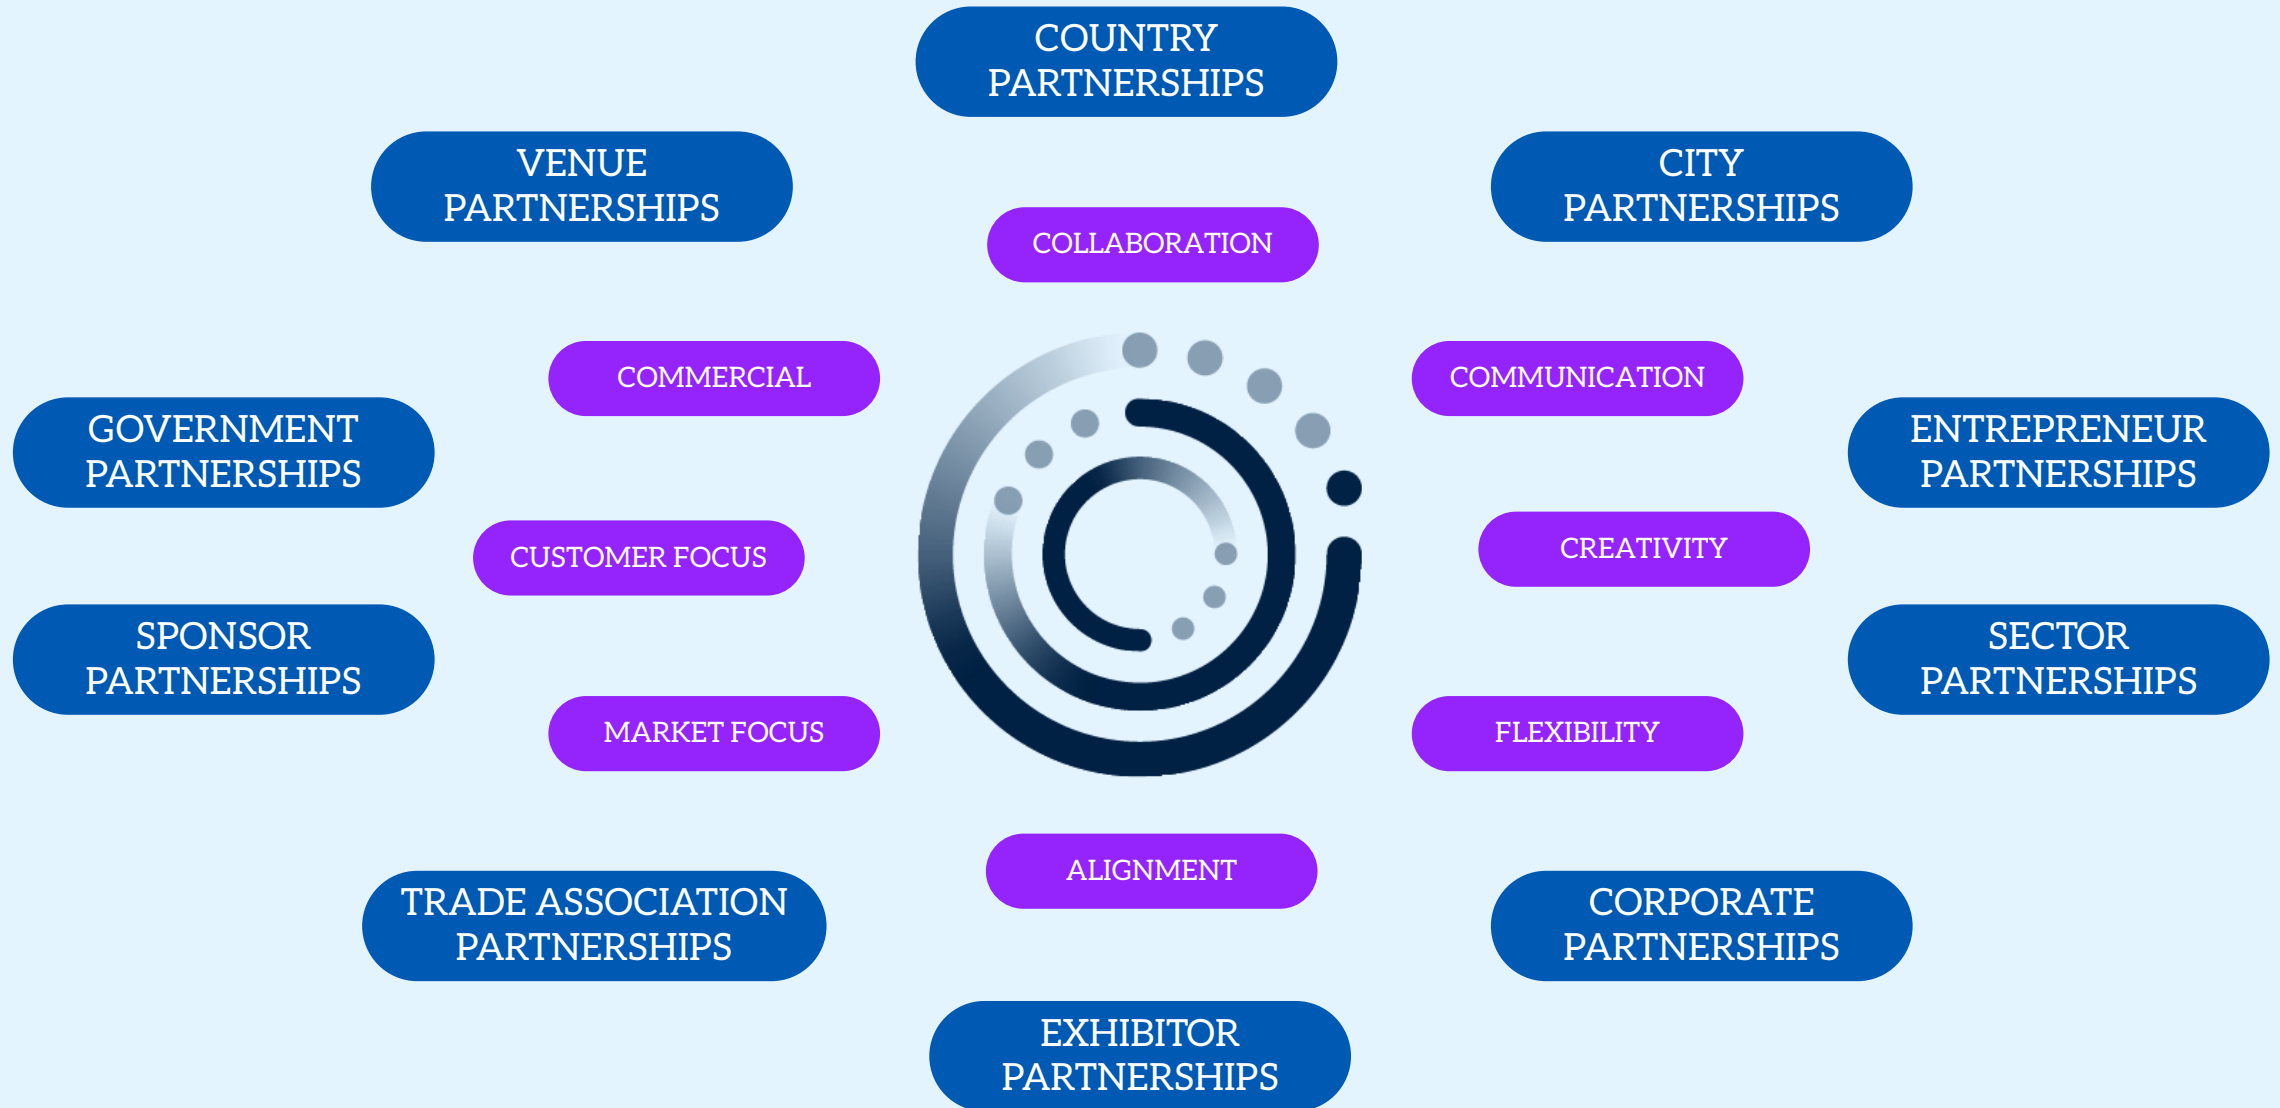 COUNTRY
PARTNERSHIPS
VENUE
PARTNERSHIPS
CITY
PARTNERSHIPS
COLLABORATION
COMMERCIAL
COMMUNICATION
GOVERNMENT
PARTNERSHIPS
ENTREPRENEUR
PARTNERSHIPS
CUSTOMER FOCUS
CREATIVITY
SPONSOR
PARTNERSHIPS
SECTOR
PARTNERSHIPS
MARKET FOCUS
FLEXIBILITY
ALIGNMENT
TRADE ASSOCIATION
PARTNERSHIPS
CORPORATE
PARTNERSHIPS
EXHIBITOR
PARTNERSHIPS